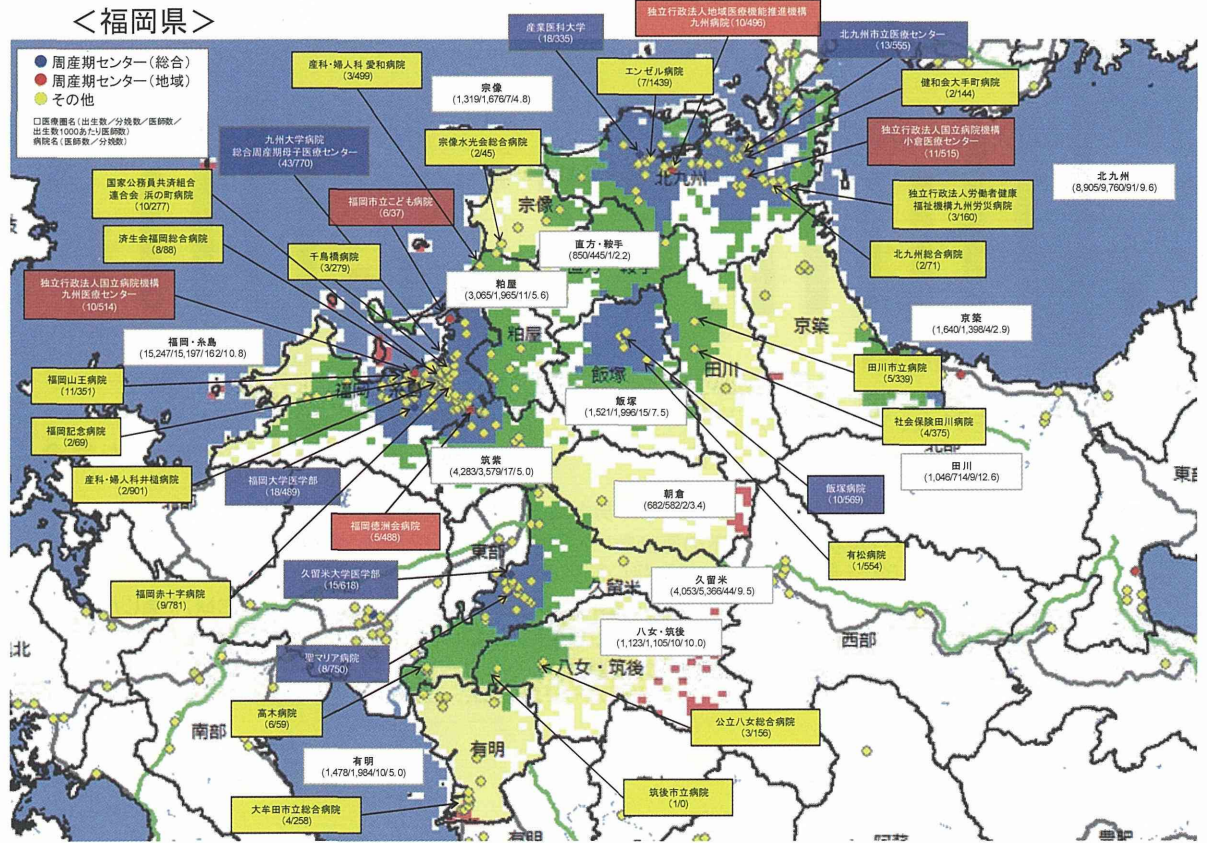 ＜福岡県＞
周産期センター(総合)
周産期センター(地域)
その他
□医療圏名(出生数／分娩数／医師数／
出生数1000あたり医師数)
病院名(医師数／分娩数)
産科・婦人科 愛和病院
(3/499)
宗像
(1,319/1,676/7/4.8)
産業医科大学
(18/335)
独立行政法人地域医療機能推進機構
九州病院(10/496)
北九州市立医療センター
(13/555)
エンゼル病院
(7/1439)
健和会大手町病院
(2/144)
九州大学病院
総合周産期母子医療センター
(43/770)
宗像水光会総合病院
(2/45)
独立行政法人国立病院機構
小倉医療センター
(11/515)
国家公務員共済組合
連合会 浜の町病院
(10/277)
福岡市立こども病院
(6/37)
北九州
(8,905/9,760/91/9.6)
独立行政法人労働者健康
福祉機構九州労災病院
(3/160)
済生会福岡総合病院
(8/88)
千鳥橋病院
(3/279)
直方・鞍手
(850/445/1/2.2)
北九州総合病院
(2/71)
独立行政法人国立病院機構
九州医療センター
(10/514)
粕屋
(3,065/1,965/11/5.6)
京築
(1,640/1,398/4/2.9)
福岡・糸島
(15,247/15,197/162/10.8)
福岡山王病院
(11/351)
田川市立病院
(5/339)
飯塚
(1,521/1,996/15/7.5)
社会保険田川病院
(4/375)
福岡記念病院
(2/69)
筑紫
(4,283/3,579/17/5.0)
田川
(1,046/714/9/12.6)
産科・婦人科井槌病院
(2/901)
福岡大学医学部
(18/489)
朝倉
(682/582/2/3.4)
飯塚病院
(10/569)
福岡徳洲会病院
(5/488)
有松病院
(1/554)
久留米大学医学部
(15/618)
久留米
(4,053/5,366/44/9.5)
福岡赤十字病院
(9/781)
八女・筑後
(1,123/1,105/10/10.0)
聖マリア病院
(8/750)
高木病院
(6/59)
公立八女総合病院
(3/156)
有明
(1,478/1,984/10/5.0)
筑後市立病院
(1/0)
大牟田市立総合病院
(4/258)
北九州
宗像
直方・鞍手
粕屋
京築
飯塚
田川
福岡
久留米
八女・筑後
有明
東部
北部
西部
南部
有明